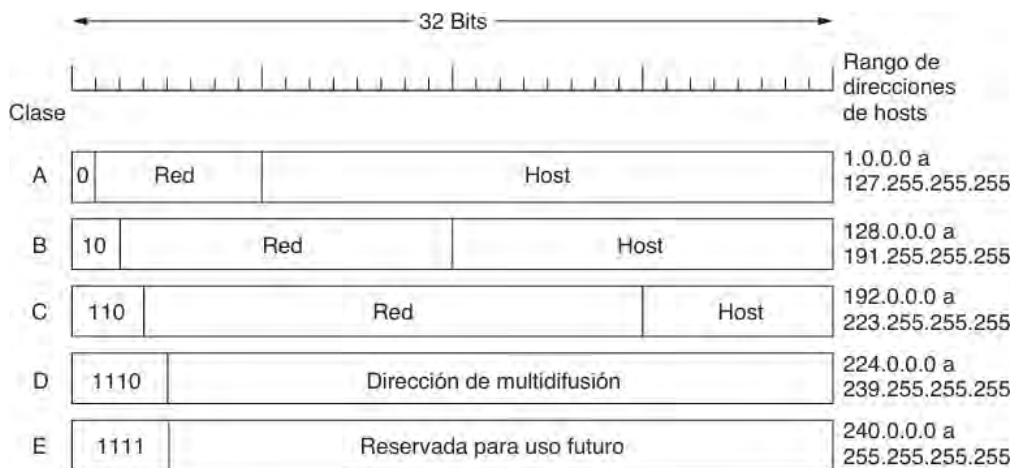 32 Bits
Rango de
direcciones
de hosts
Clase
A
0
Red
Host
1.0.0.0 a
127.255.255.255
B
10
Red
Host
128.0.0.0 a
191.255.255.255
C
110
Red
Host
192.0.0.0 a
223.255.255.255
D
1110
Dirección de multidifusión
224.0.0.0 a
239.255.255.255
E
1111
Reservada para uso futuro
240.0.0.0 a
255.255.255.255